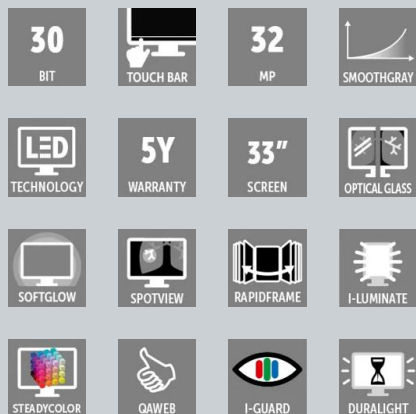 30
BIT
TOUCH BAR
32
MP
SMOOTHGRAY
LED
TECHNOLOGY
5Y
WARRANTY
33"
SCREEN
OPTICAL GLASS
SOFTGLOW
SPOTVIEW
RAPIDFRAME
I-LUMINATE
STEADYCOLOR
QAWEB
I-GUARD
DURALIGHT